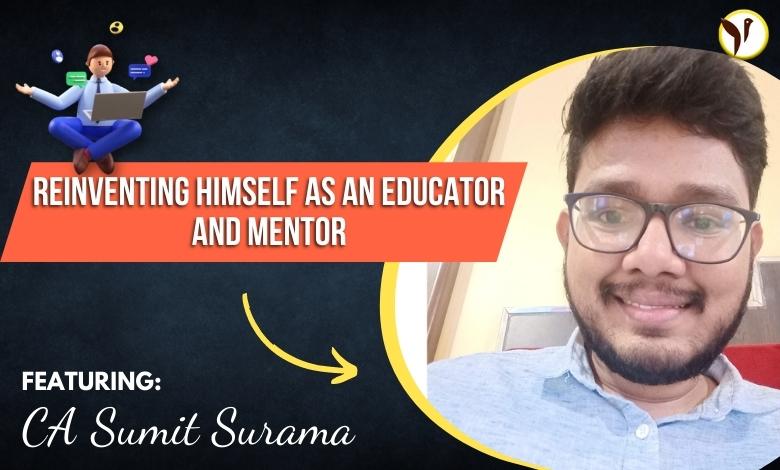 REINVENTING HIMSELF AS AN EDUCATOR
AND MENTOR
FEATURING:
CA Sumit Surama